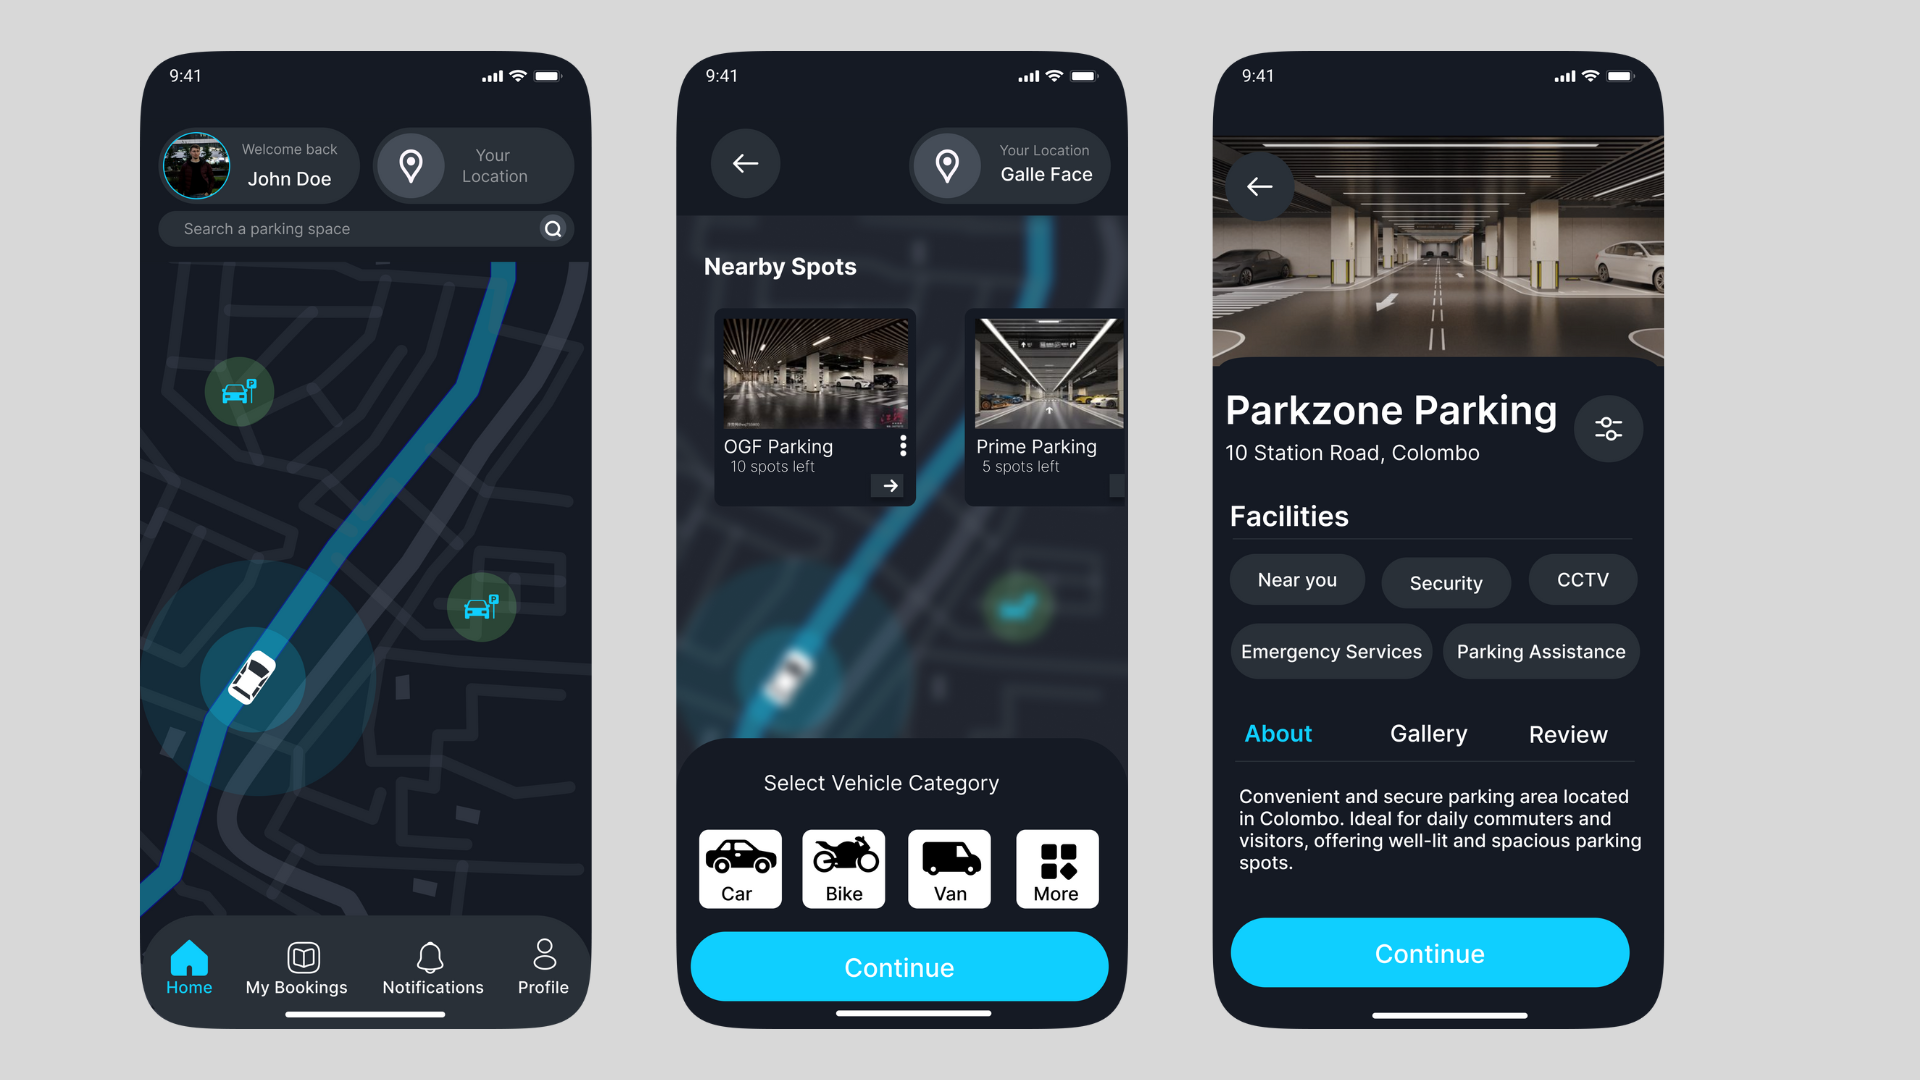 9:41
Welcome back
John Doe
Your
Location
Search a parking space
P
P
Home
My Bookings
Notifications
Profile
9:41
Your Location
Galle Face
Nearby Spots
OGF Parking
10 spots left
Prime Parking
5 spots left
Select Vehicle Category
Car
Bike
Van
More
Continue
9:41
Parkzone Parking
10 Station Road, Colombo
Facilities
Near you
Security
CCTV
Emergency Services
Parking Assistance
About
Gallery
Review
Convenient and secure parking area located
in Colombo. Ideal for daily commuters and
visitors, offering well-lit and spacious parking
spots.
Continue